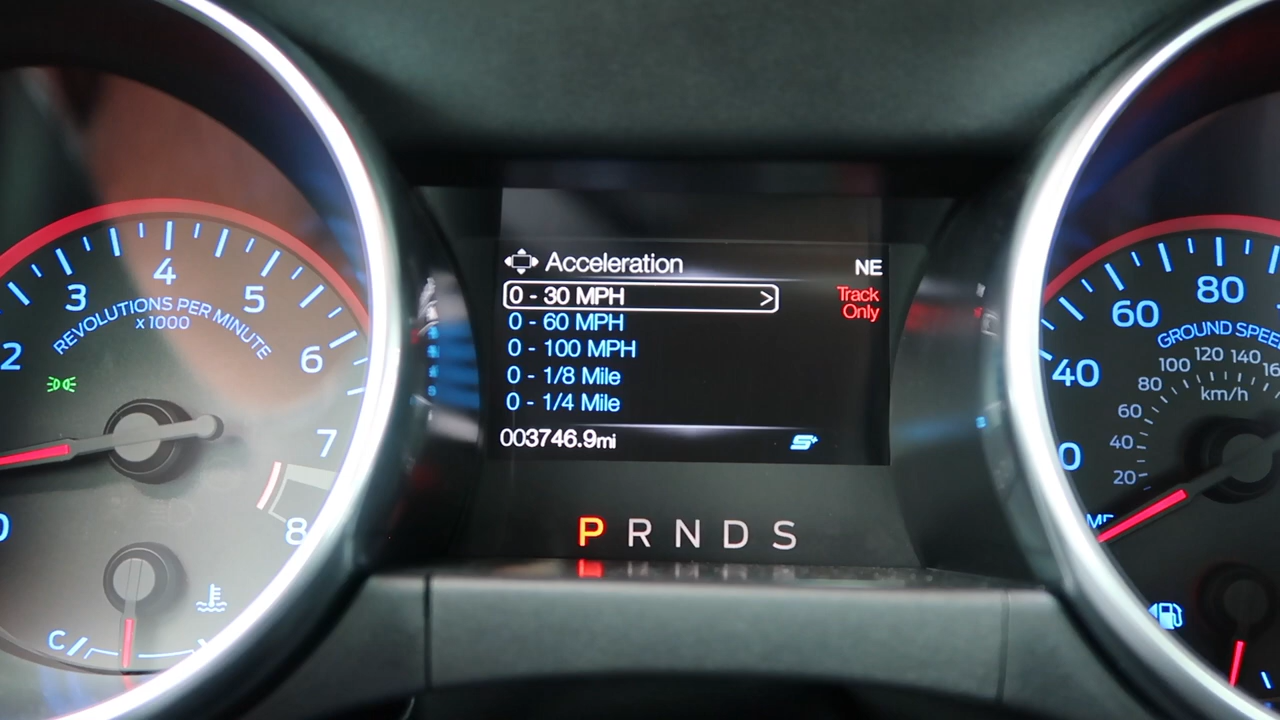 Acceleration
NE
0 - 30 MPH >
Track
Only
0 - 60 MPH
0 - 100 MPH
0 - 1/8 Mile
0 - 1/4 Mile
003746.9mi
S+
P R N D S
0
2
3
4
5
6
7
8
REVOLUTIONS PER MINUTE
x 1000
C
0
40
60
80
GROUND
km/h
20
40
60
80
100
120
140